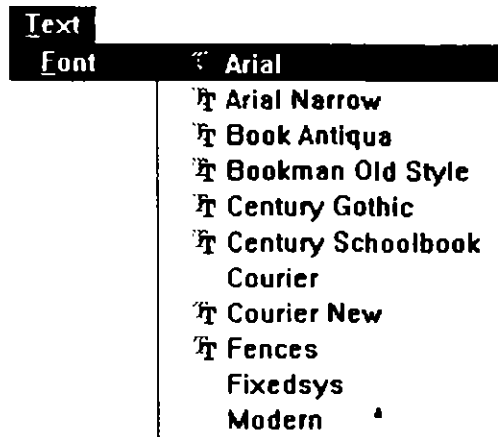 Text
Font Arial
Arial Narrow
Book Antiqua
Bookman Old Style
Century Gothic
Century Schoolbook
Courier
Courier New
Fences
Fixedsys
Modern